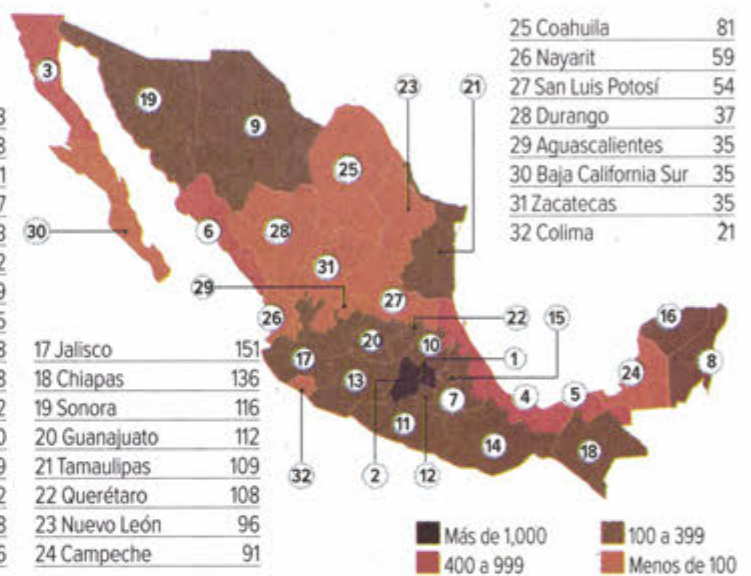 25 Coahuila 81
26 Nayarit 59
27 San Luis Potosí 54
28 Durango 37
29 Aguascalientes 35
30 Baja California Sur 35
31 Zacatecas 35
32 Colima 21
3
19
9
23
21
25
30
6
28
31
29
27
26
22
15
16
20
10
1
8
17
13
24
7
4
5
11
14
18
32
2
12
17 Jalisco 151
18 Chiapas 136
19 Sonora 116
20 Guanajuato 112
21 Tamaulipas 109
22 Querétaro 108
23 Nuevo León 96
24 Campeche 91
Más de 1,000
100 a 399
400 a 999
Menos de 100